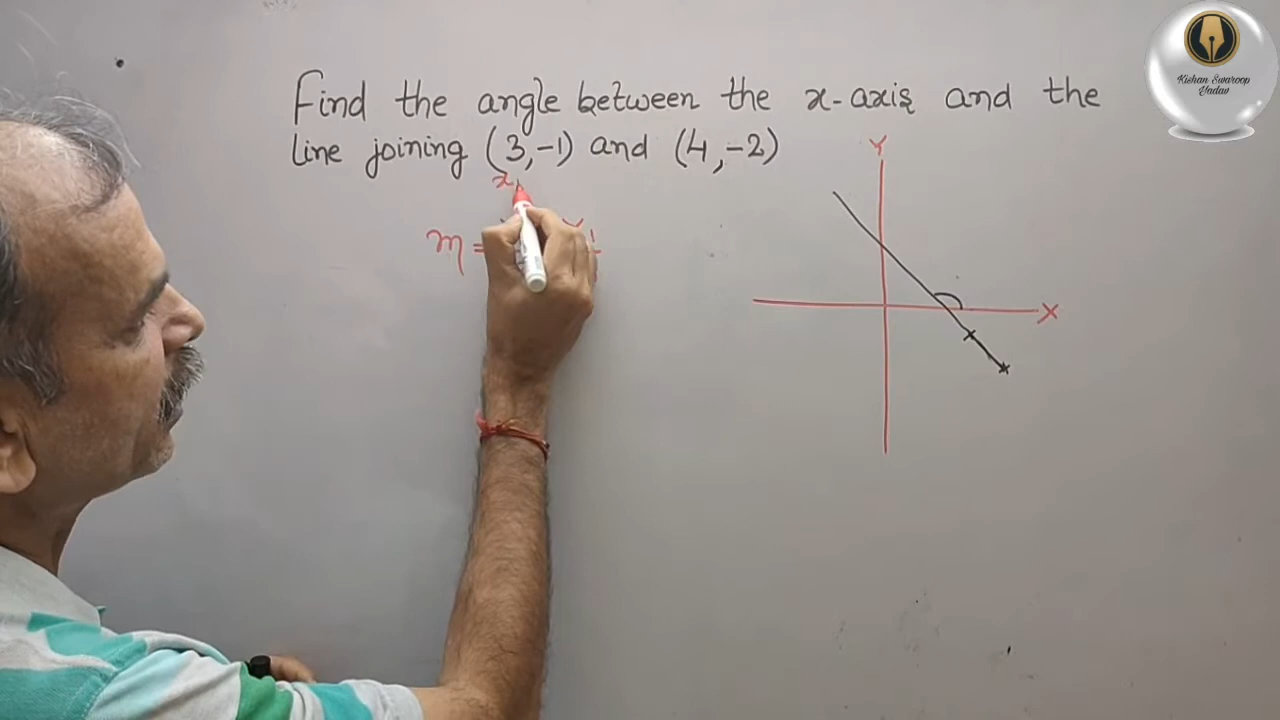 Find the angle between the x-axis and the
line joining (3,-1) and (4,-2)
x
m =
Y
X
Kishan Swaroop
Yadav